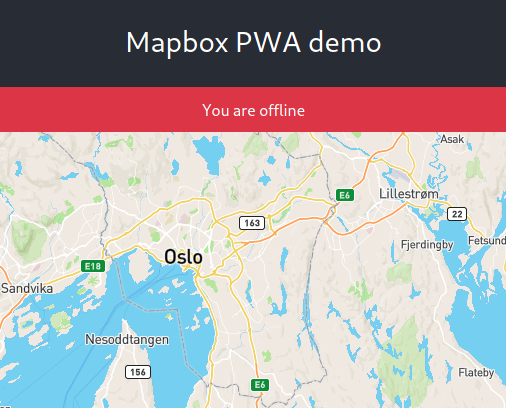 Mapbox PWA demo
You are offline
Asak
E6
Lillestrøm
22
163
Fjerdingby
Fetsund
Oslo
E18
Sandvika
Nesoddtangen
156
E6
Flateby